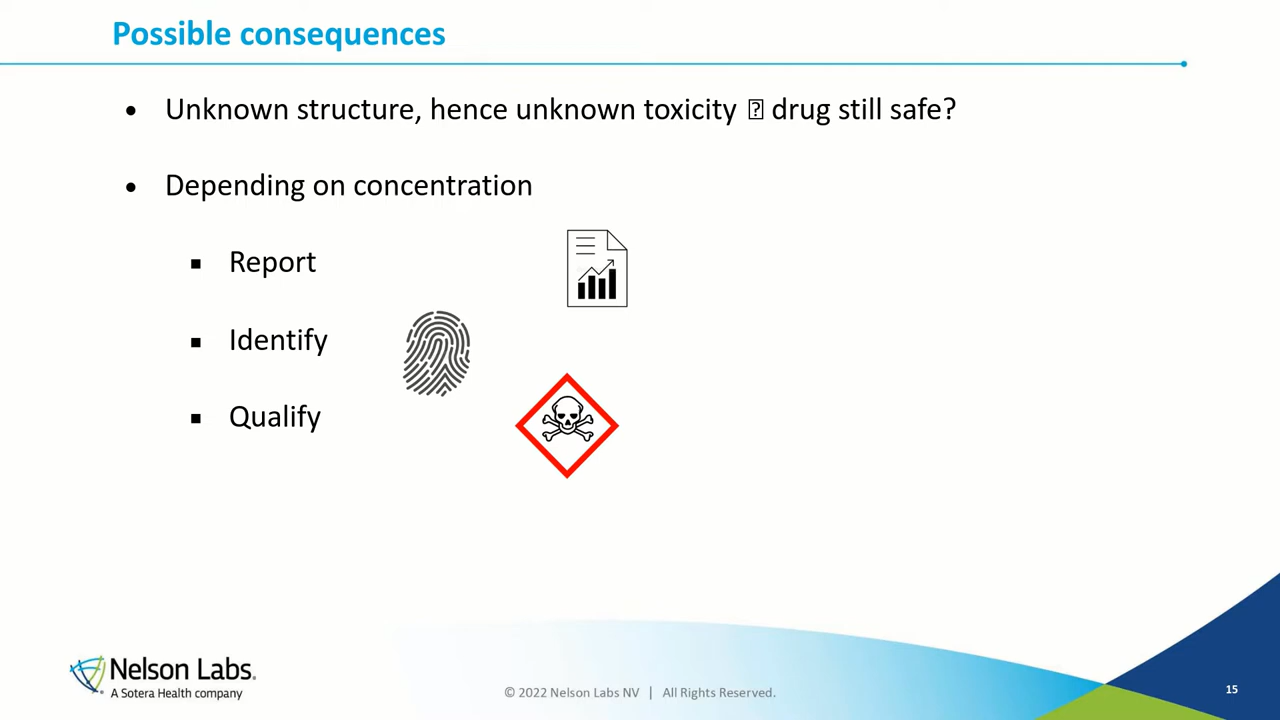 Possible consequences
• Unknown structure, hence unknown toxicity ⍰ drug still safe?
• Depending on concentration
▪ Report
▪ Identify
▪ Qualify
Nelson Labs.
A Sotera Health company
© 2022 Nelson Labs NV | All Rights Reserved.
15